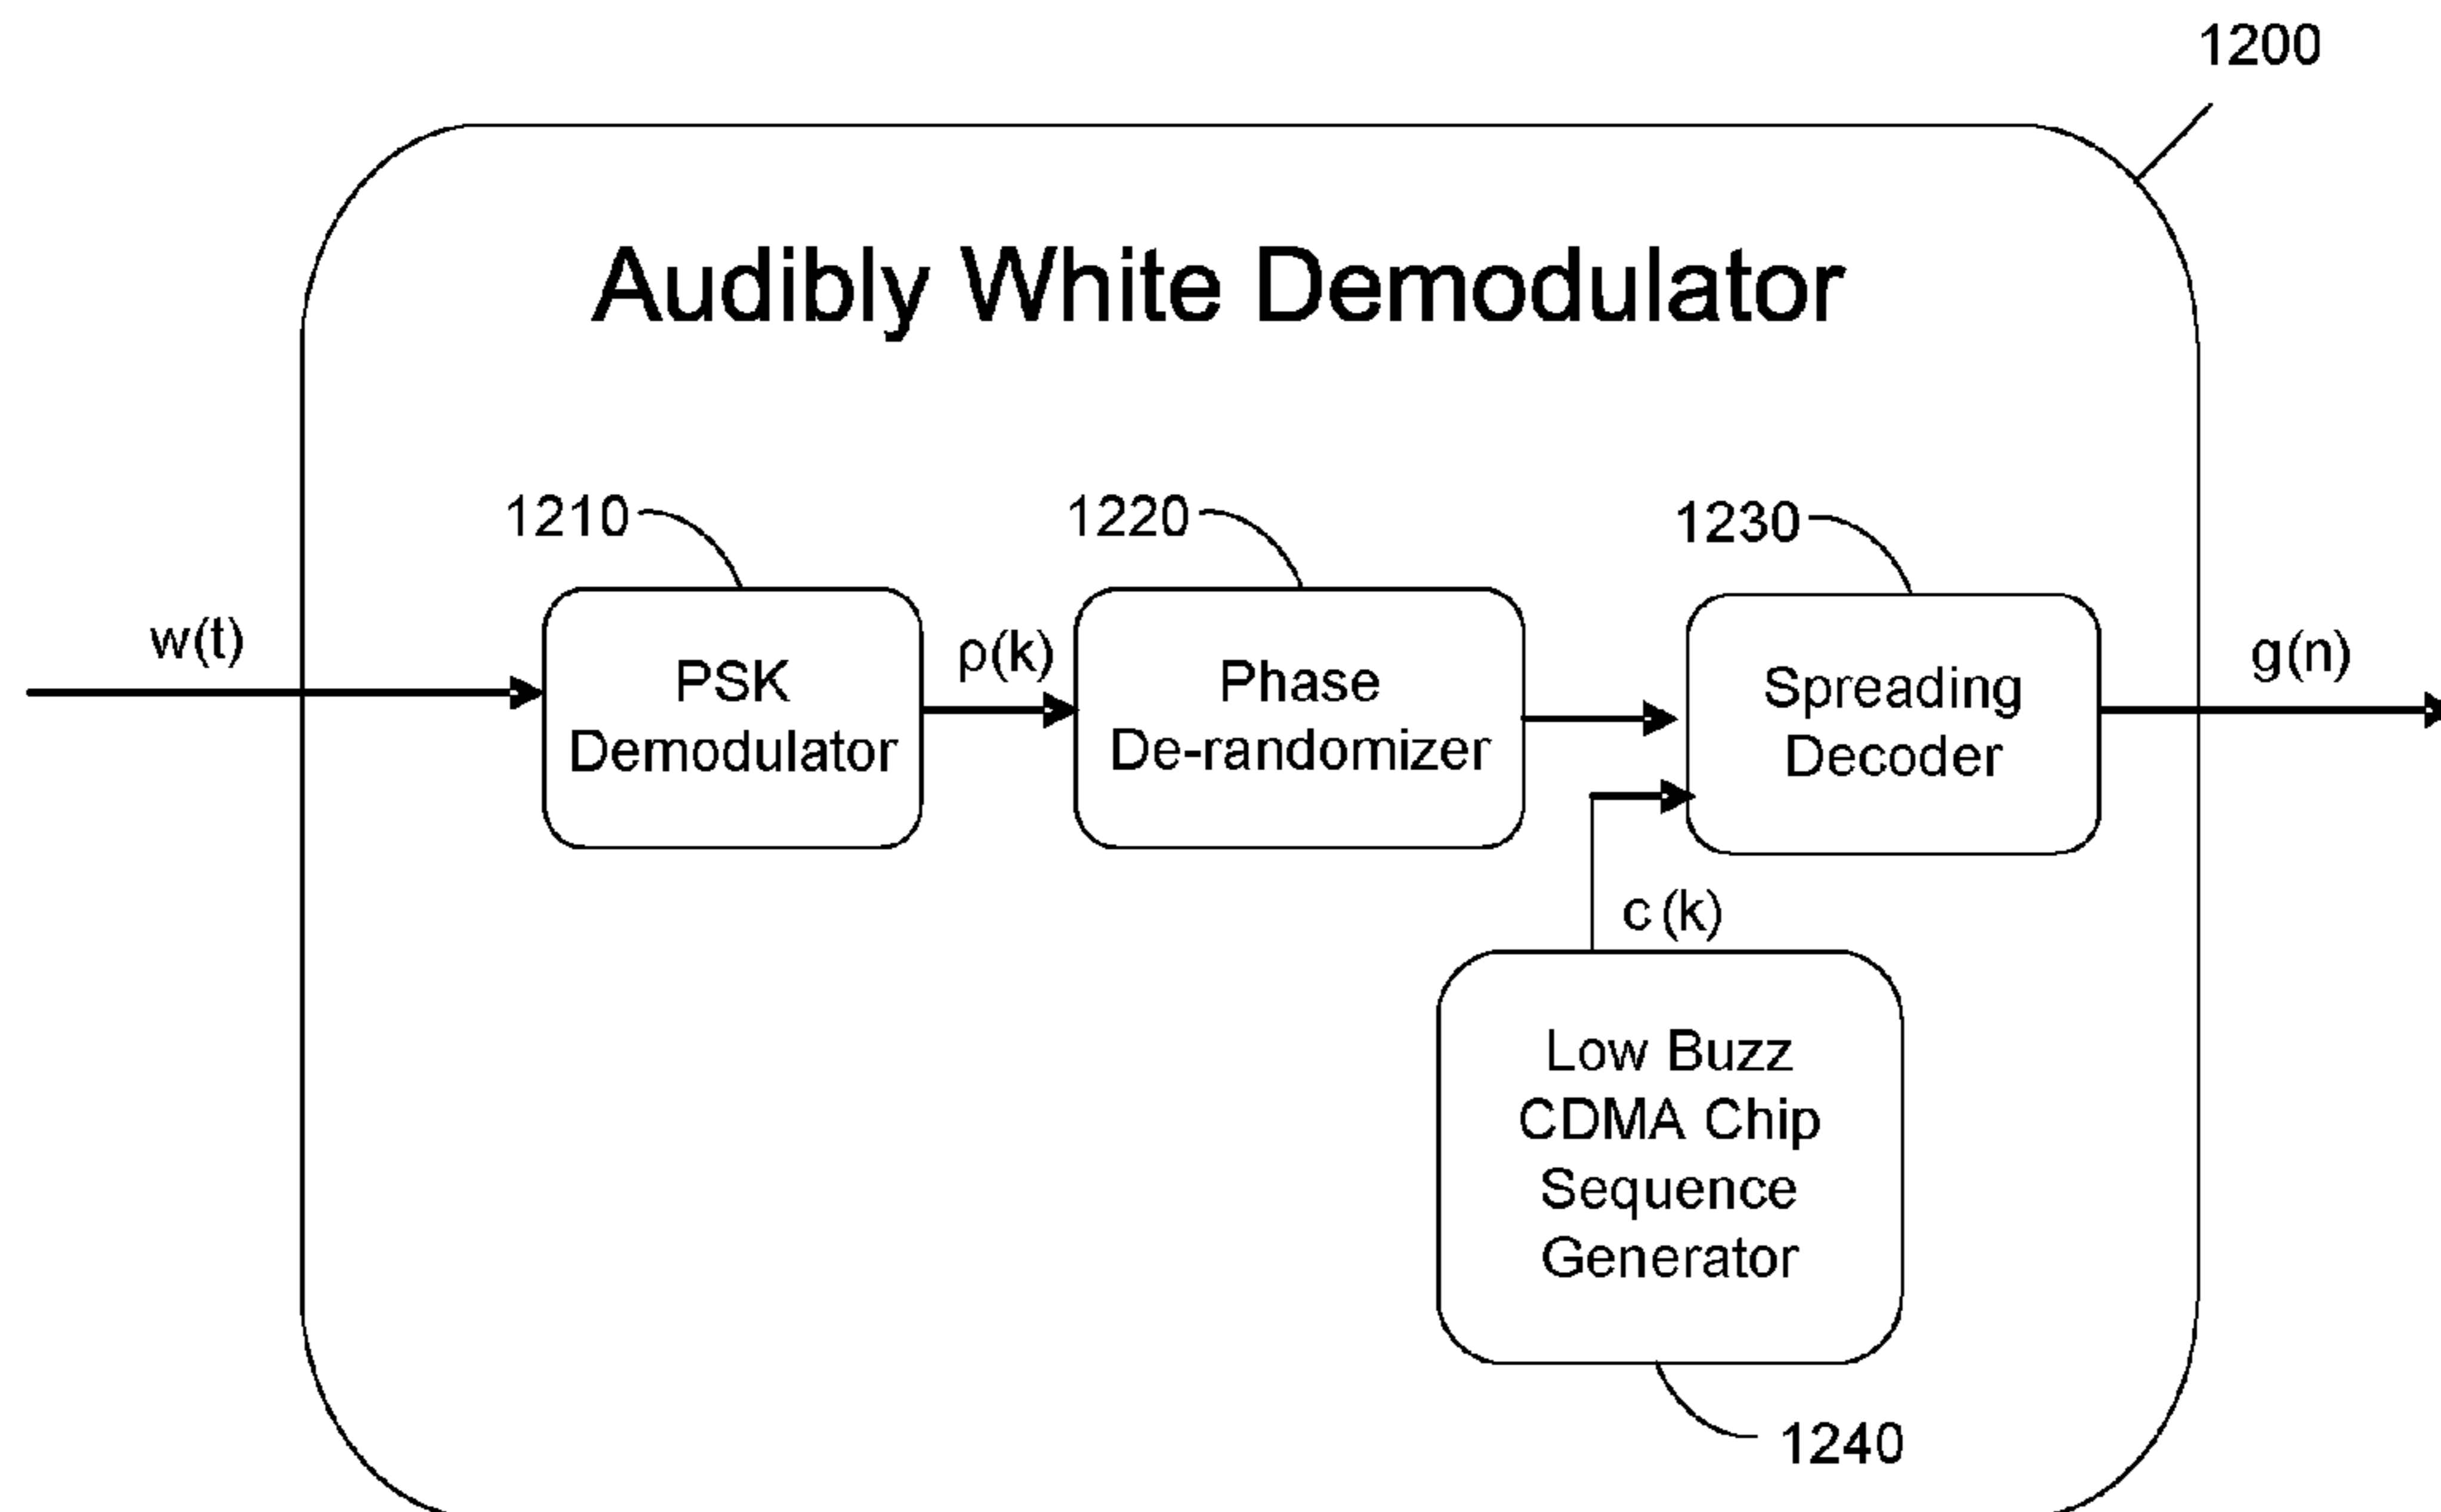 1200
Audibly White Demodulator
1210
1220
1230
w(t)
PSK
Demodulator
p(k)
Phase
De-randomizer
Spreading
Decoder
g(n)
c(k)
Low Buzz
CDMA Chip
Sequence
Generator
1240